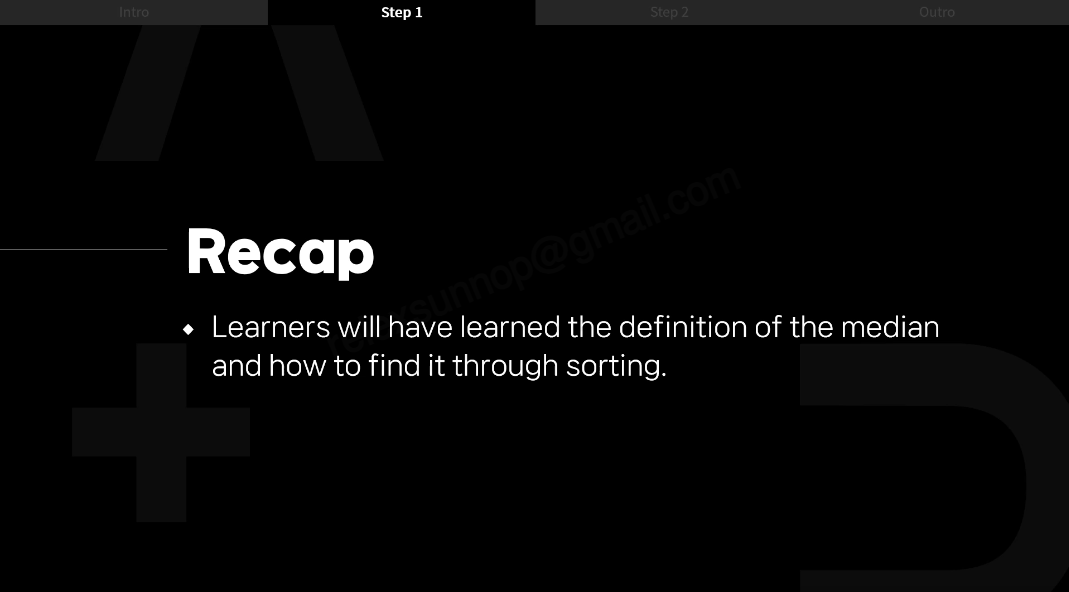 Intro
Step 1
Step 2
Outro
Recap
◆ Learners will have learned the definition of the median
and how to find it through sorting.